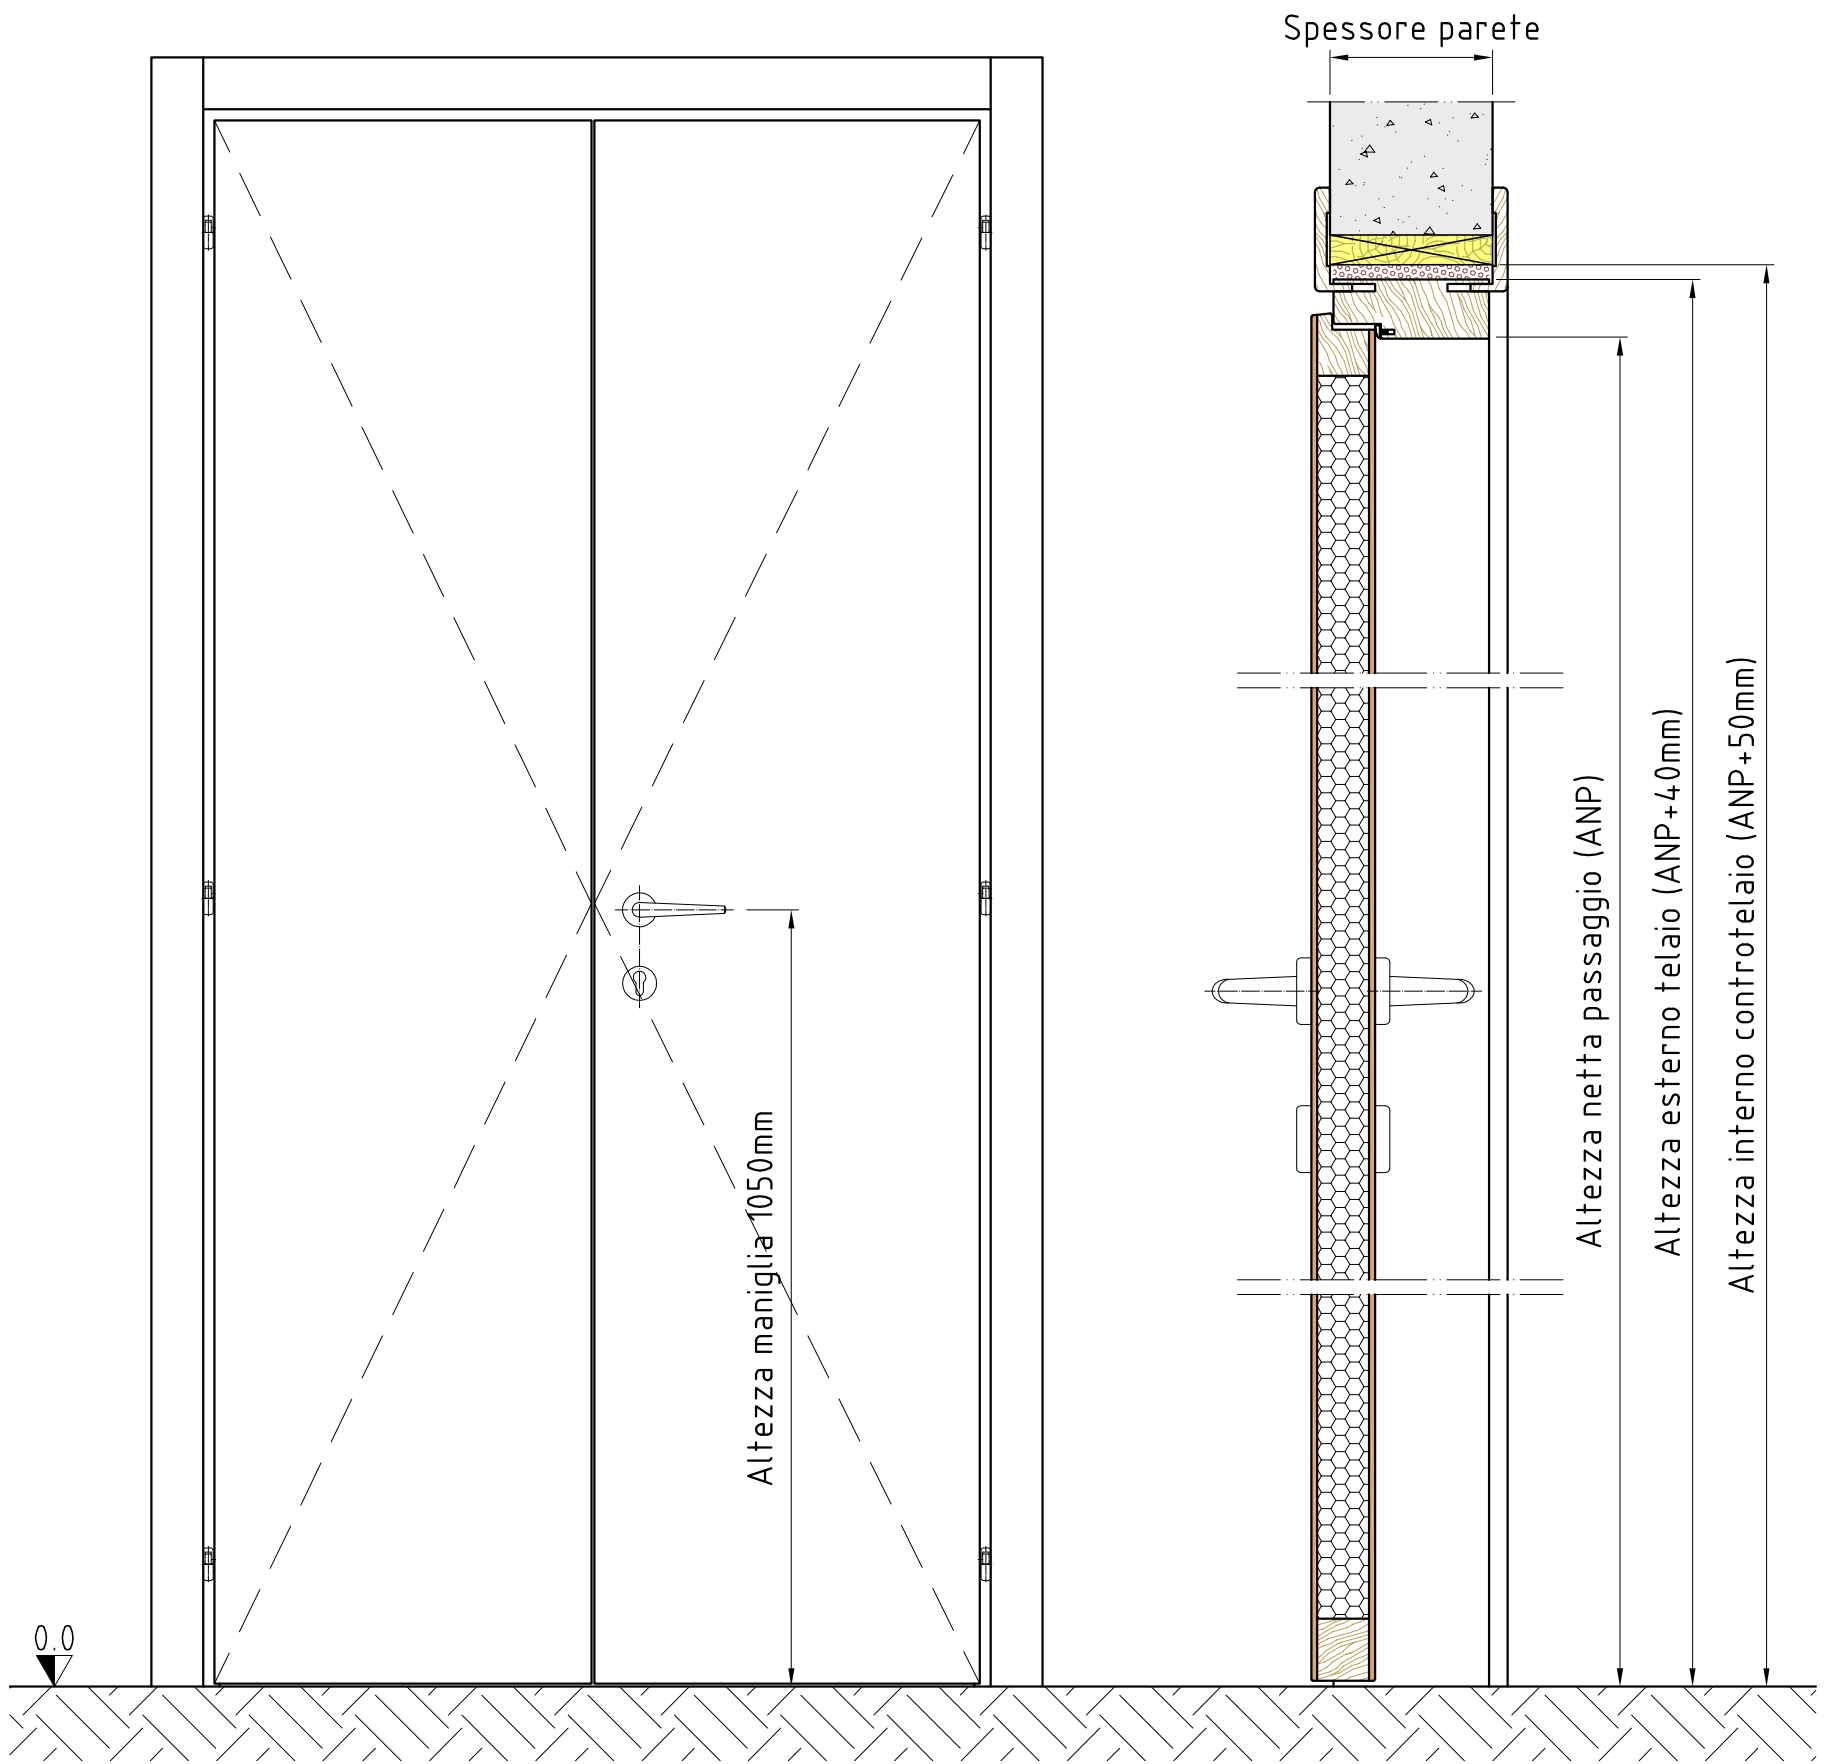 Spessore parete
Altezza maniglia 1050mm
Altezza netta passaggio (ANP)
Altezza esterno telaio (ANP+40mm)
Altezza interno controtelaio (ANP+50mm)
0.0